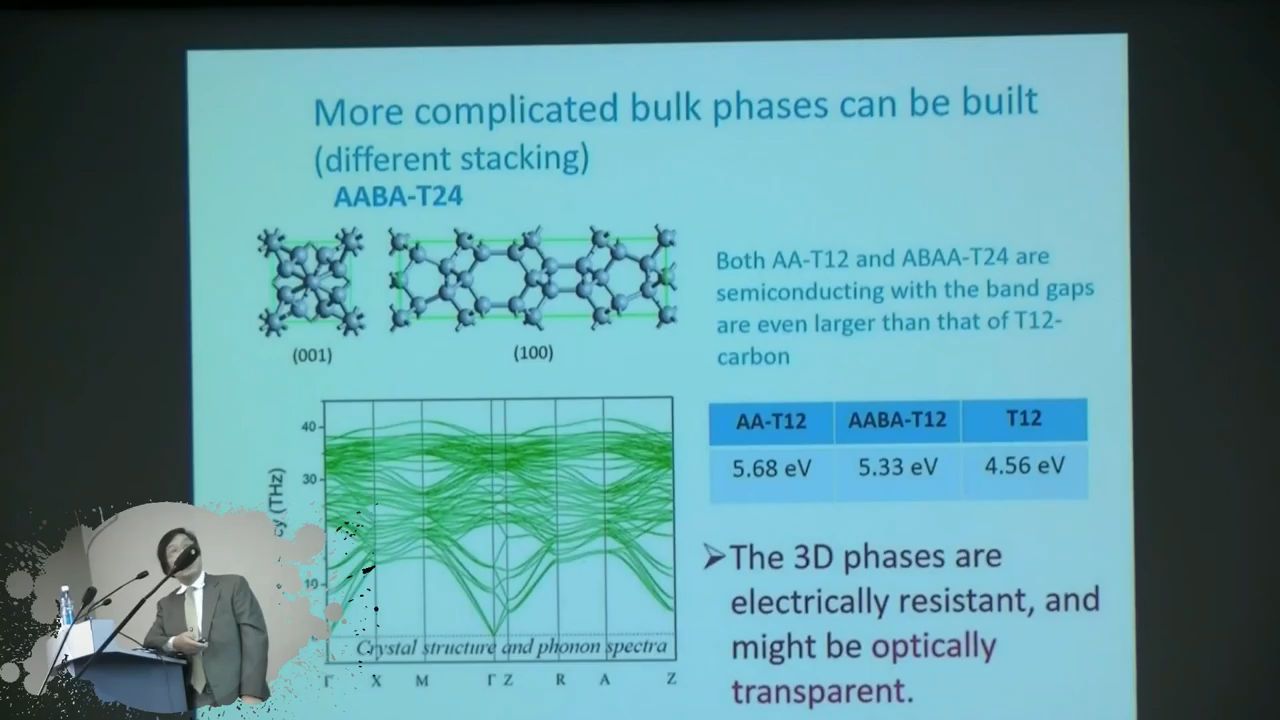 More complicated bulk phases can be built
(different stacking)
AABA-T24
(001)
(100)
Both AA-T12 and ABAA-T24 are
semiconducting with the band gaps
are even larger than that of T12-
carbon
AA-T12 AABA-T12 T12
5.68 eV 5.33 eV 4.56 eV
40
30
10
cy (THz)
Crystal structure and phonon spectra
Γ X M Γ Z R A Z
➢The 3D phases are
electrically resistant, and
might be optically
transparent.